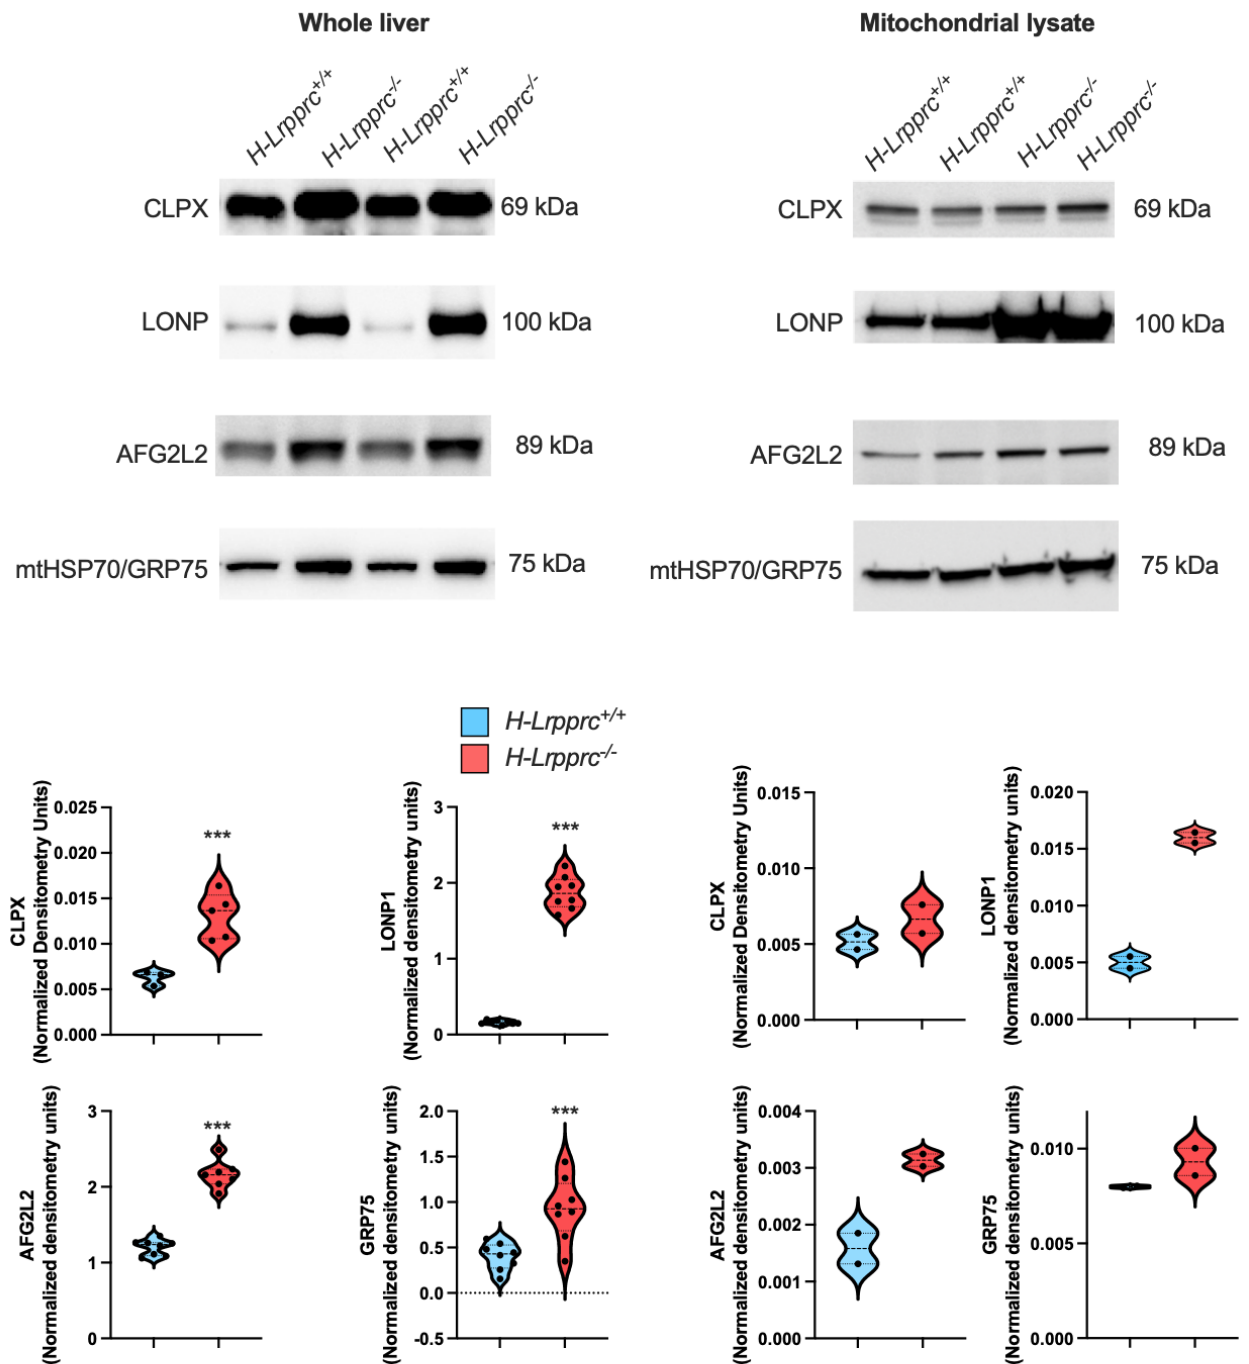 Whole liver
Mitochondrial lysate
H-Lrpprc+/+
H-Lrpprc-/-
H-Lrpprc+/+
H-Lrpprc-/-
H-Lrpprc+/+
H-Lrpprc+/+
H-Lrpprc-/-
H-Lrpprc-/-
CLPX
69 kDa
CLPX
69 kDa
LONP
100 kDa
LONP
100 kDa
AFG2L2
89 kDa
AFG2L2
89 kDa
mtHSP70/GRP75
75 kDa
mtHSP70/GRP75
75 kDa
H-Lrpprc+/+
H-Lrpprc-/-
CLPX
(Normalized Densitometry Units)
0.025
0.020
0.015
0.010
0.005
0.000
***
LONP1
(Normalized densitometry units)
3
2
1
0
***
CLPX
(Normalized Densitometry Units)
0.015
0.010
0.005
0.000
LONP1
(Normalized densitometry units)
0.020
0.015
0.010
0.005
0.000
AFG2L2
(Normalized densitometry units)
3
2
1
0
***
GRP75
(Normalized densitometry units)
2.0
1.5
1.0
0.5
0.0
-0.5
***
AFG2L2
(Normalized densitometry units)
0.004
0.003
0.002
0.001
0.000
GRP75
(Normalized densitometry units)
0.010
0.005
0.000